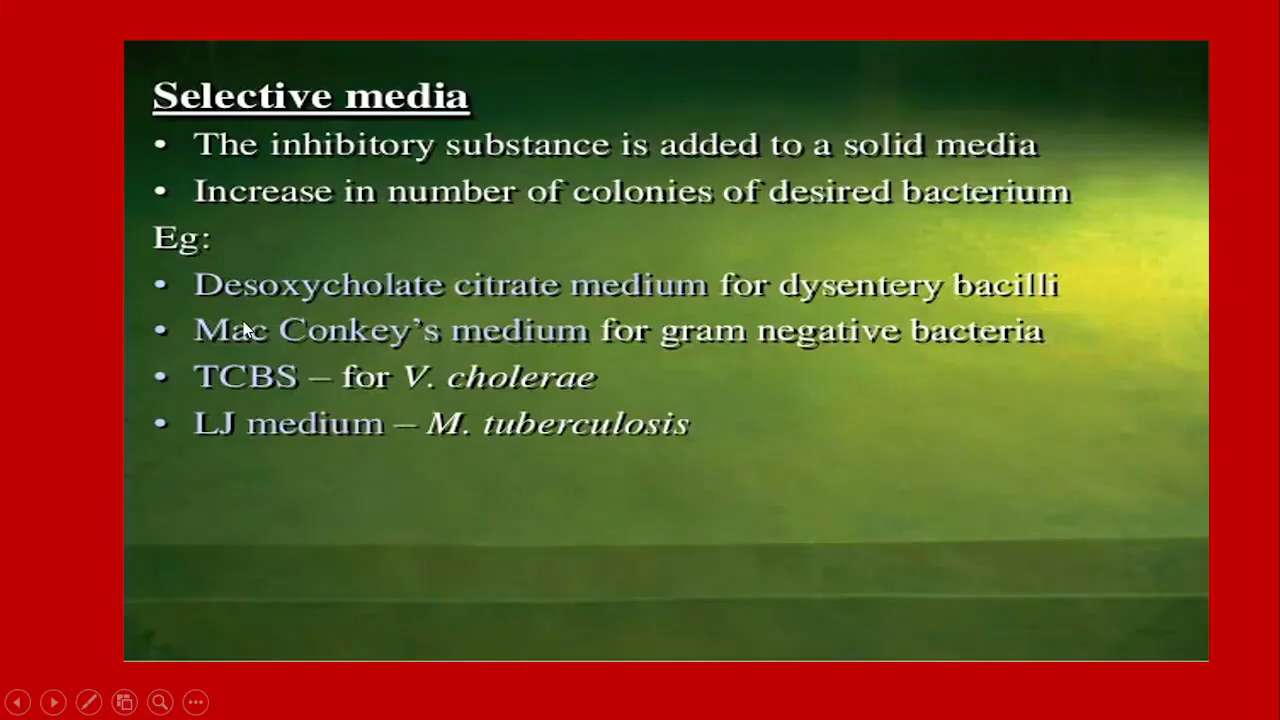 Selective media
• The inhibitory substance is added to a solid media
• Increase in number of colonies of desired bacterium
Eg:
• Desoxycholate citrate medium for dysentery bacilli
• Mac Conkey’s medium for gram negative bacteria
• TCBS – for V. cholerae
• LJ medium – M. tuberculosis